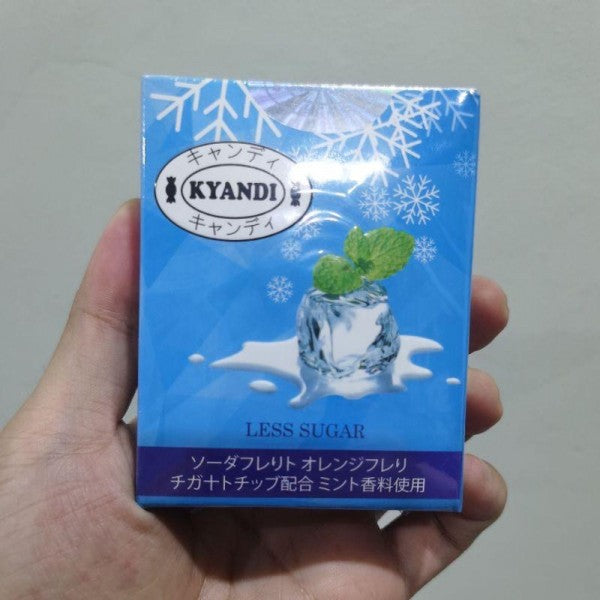 キャンディ
KYANDI
キャンディ
LESS SUGAR
ソーダフレりト オレンジフレリ
チガ十トチップ配合 ミント香料使用